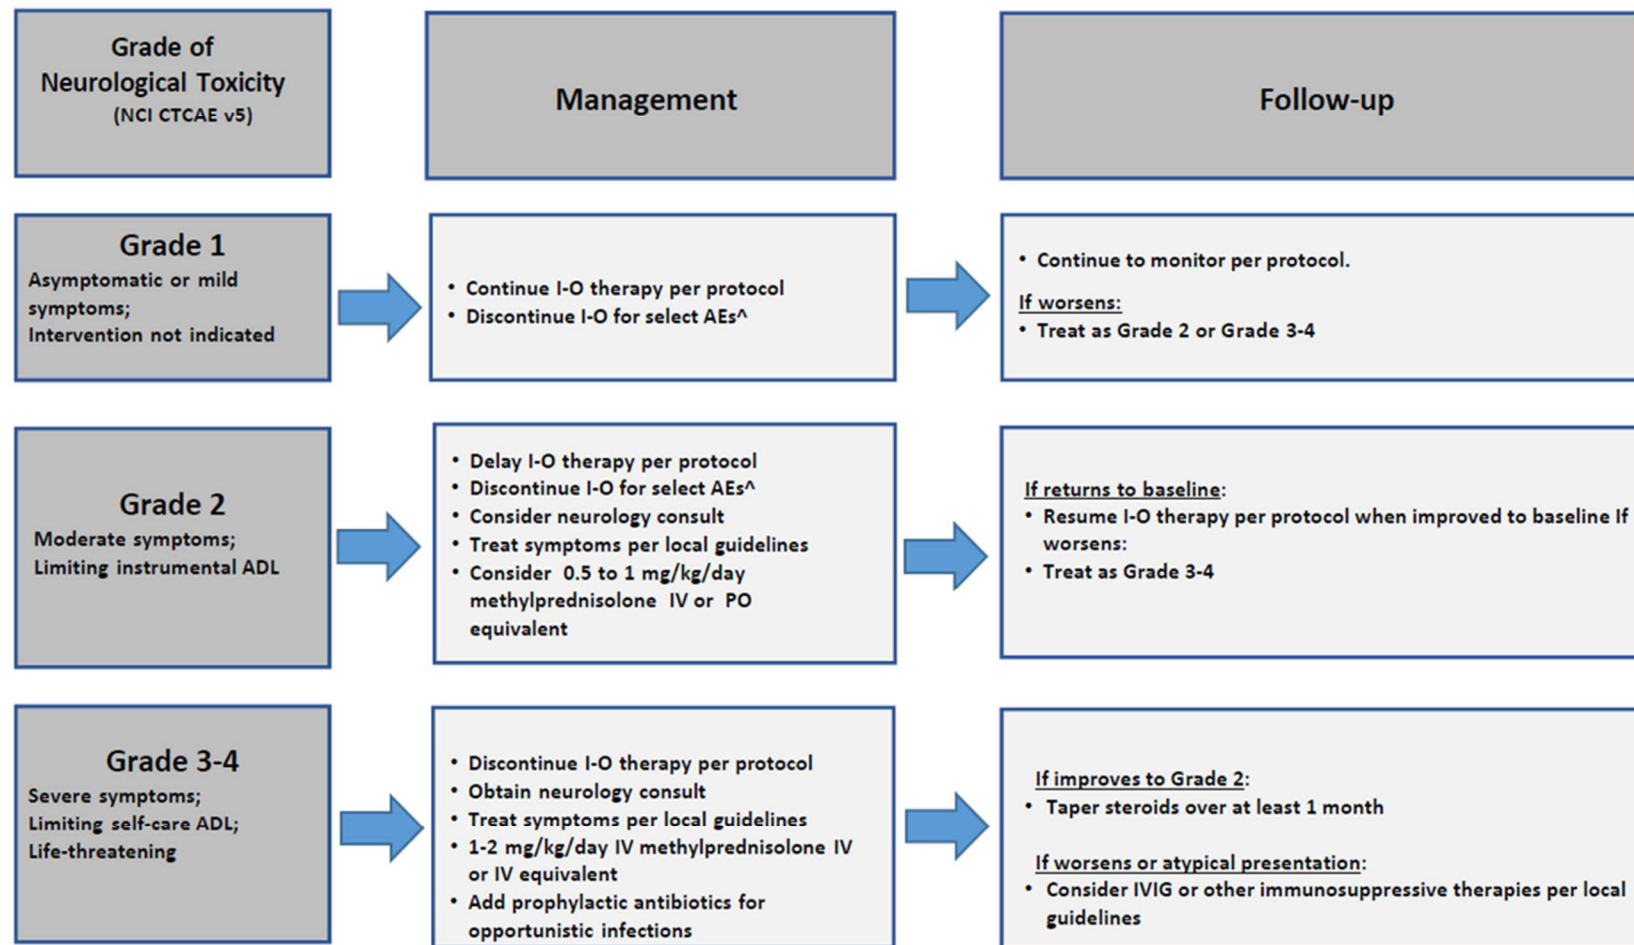 Grade of
Neurological Toxicity
(NCI CTCAE v5)
Management
Follow-up
Grade 1
Asymptomatic or mild
symptoms;
Intervention not indicated
• Continue I-O therapy per protocol
• Discontinue I-O for select AEs^
• Continue to monitor per protocol.
If worsens:
• Treat as Grade 2 or Grade 3-4
Grade 2
Moderate symptoms;
Limiting instrumental ADL
• Delay I-O therapy per protocol
• Discontinue I-O for select AEs^
• Consider neurology consult
• Treat symptoms per local guidelines
• Consider 0.5 to 1 mg/kg/day
methylprednisolone IV or PO
equivalent
If returns to baseline:
• Resume I-O therapy per protocol when improved to baseline If
worsens:
• Treat as Grade 3-4
Grade 3-4
Severe symptoms;
Limiting self-care ADL;
Life-threatening
• Discontinue I-O therapy per protocol
• Obtain neurology consult
• Treat symptoms per local guidelines
• 1-2 mg/kg/day IV methylprednisolone IV
or IV equivalent
• Add prophylactic antibiotics for
opportunistic infections
If improves to Grade 2:
• Taper steroids over at least 1 month
If worsens or atypical presentation:
• Consider IVIG or other immunosuppressive therapies per local
guidelines